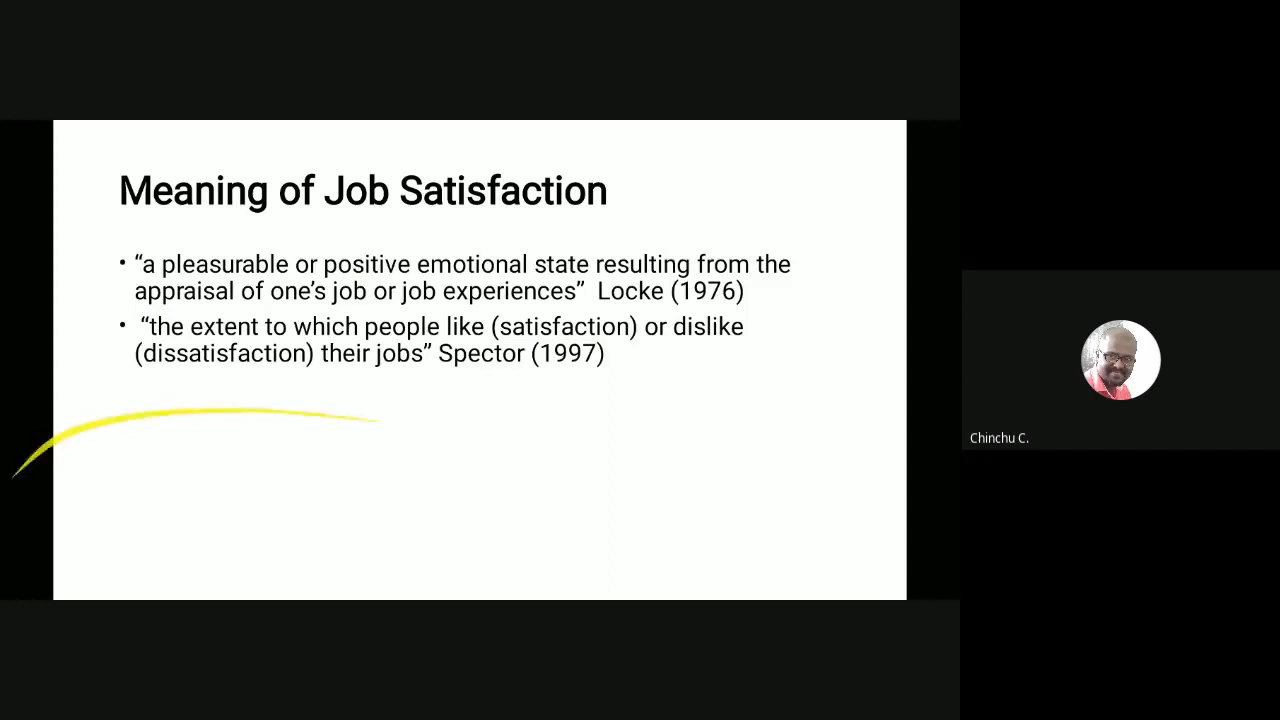 Meaning of Job Satisfaction
• “a pleasurable or positive emotional state resulting from the
appraisal of one’s job or job experiences”  Locke (1976)
•  “the extent to which people like (satisfaction) or dislike
(dissatisfaction) their jobs” Spector (1997)
Chinchu C.